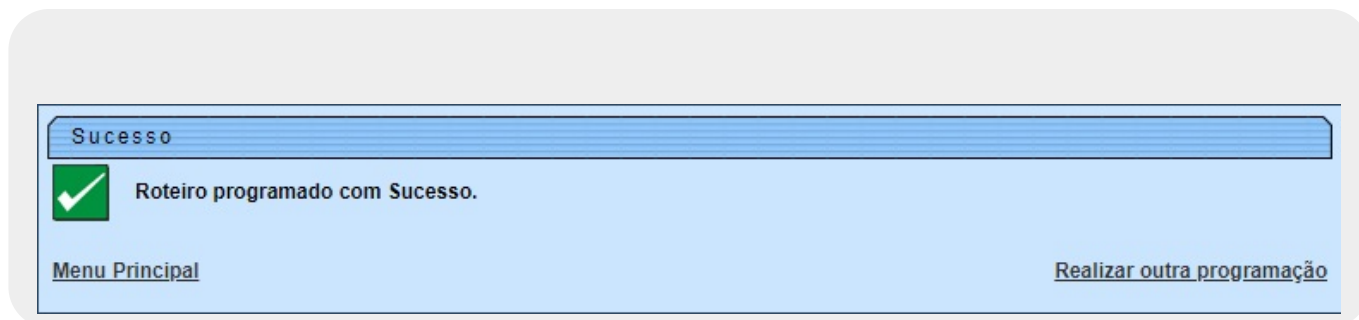 Sucesso
Roteiro programado com Sucesso.
Menu Principal
Realizar outra programação